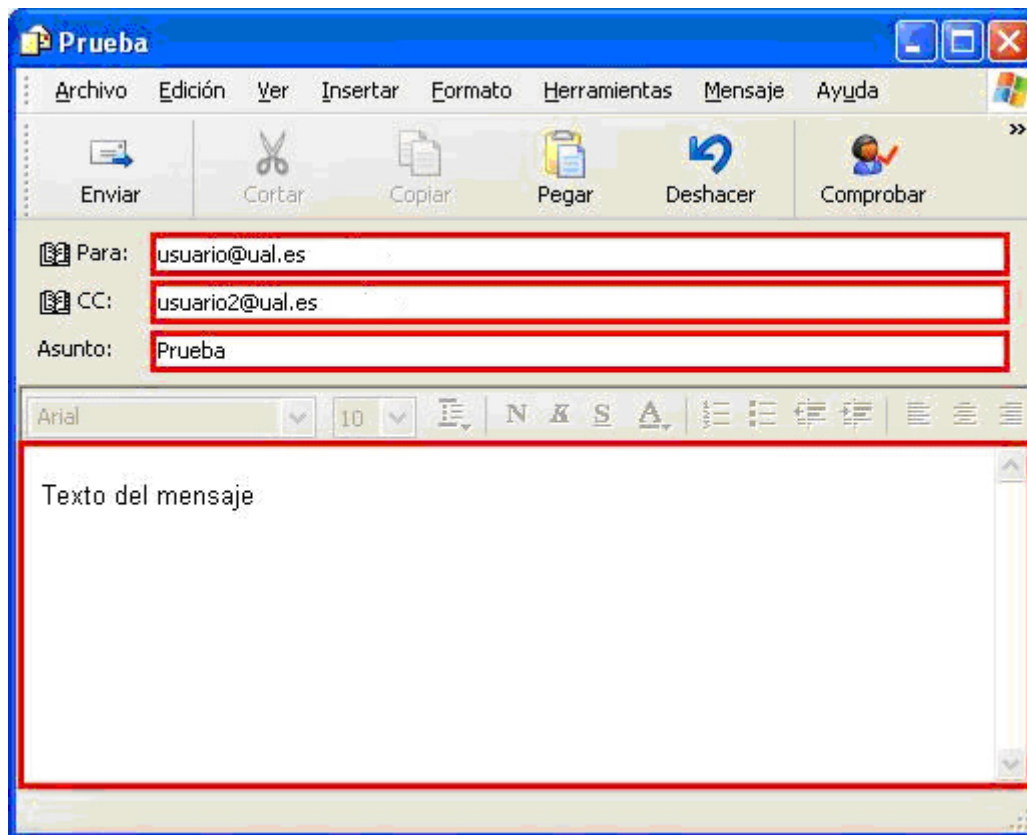 Prueba
Archivo Edición Ver Insertar Formato Herramientas Mensaje Ayuda
Enviar Cortar Copiar Pegar Deshacer Comprobar
Para: usuario@ual.es
CC: usuario2@ual.es
Asunto: Prueba
Arial 10 N K S A
Texto del mensaje